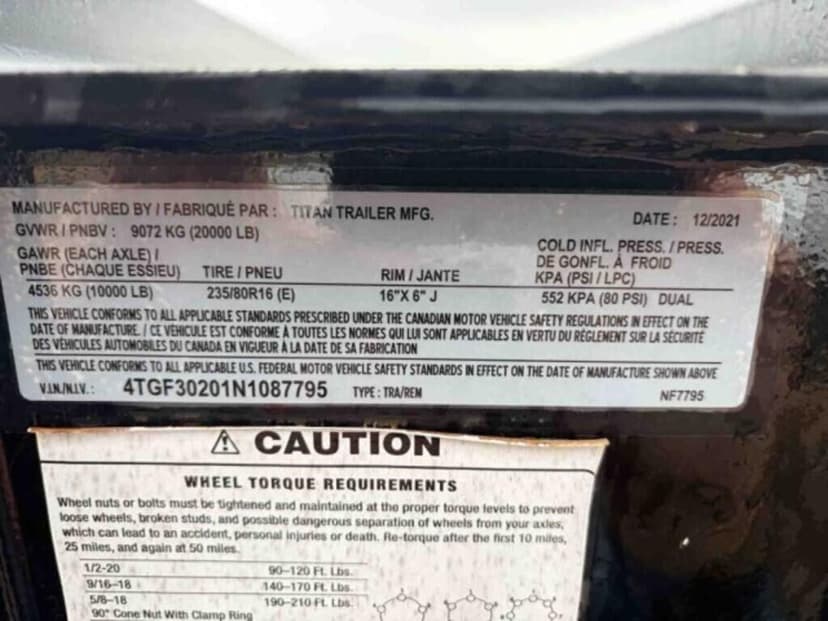 MANUFACTURED BY / FABRIQUÉ PAR : TITAN TRAILER MFG. DATE : 12/2021
GVWR / PNBV : 9072 KG (20000 LB)
GAWR (EACH AXLE) / COLD INFL. PRESS. / PRESS.
DE GONFL. À FROID
PNBE (CHAQUE ESSIEU) TIRE / PNEU RIM / JANTE KPA (PSI / LPC)
4536 KG (10000 LB) 235/80R16 (E) 16"X 6" J 552 KPA (80 PSI) DUAL
THIS VEHICLE CONFORMS TO ALL APPLICABLE STANDARDS PRESCRIBED UNDER THE CANADIAN MOTOR VEHICLE SAFETY REGULATIONS IN EFFECT ON THE
DATE OF MANUFACTURE. / CE VEHICULE EST CONFORME À TOUTES LES NORMES QUI LUI SONT APPLICABLES EN VERTU DU RÈGLEMENT SUR LA SÉCURITÉ
DES VÉHICULES AUTOMOBILES DU CANADA EN VIGUEUR À LA DATE DE SA FABRICATION
THIS VEHICLE CONFORMS TO ALL APPLICABLE U.S. FEDERAL MOTOR VEHICLE SAFETY STANDARDS IN EFFECT ON THE DATE OF MANUFACTURE SHOWN ABOVE
V.I.N./N.I.V. : 4TGF30201N1087795 TYPE : TRA/REM NF7795
CAUTION
WHEEL TORQUE REQUIREMENTS
Wheel nuts or bolts must be tightened and maintained at the proper torque levels to prevent
loose wheels, broken studs, and possible dangerous separation of wheels from your axles,
which can lead to an accident, personal injuries or death. Re-torque after the first 10 miles,
25 miles, and again at 50 miles.
1/2-20 90-120 Ft. Lbs.
9/16-18 140-170 Ft. Lbs.
5/8-18 190-210 Ft. Lbs.
90° Cone Nut With Clamp Ring